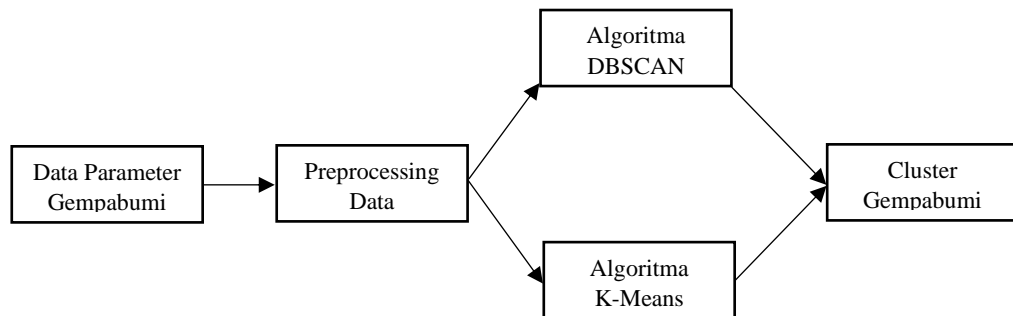 Data Parameter
Gempabumi
Preprocessing
Data
Algoritma
DBSCAN
Algoritma
K-Means
Cluster
Gempabumi